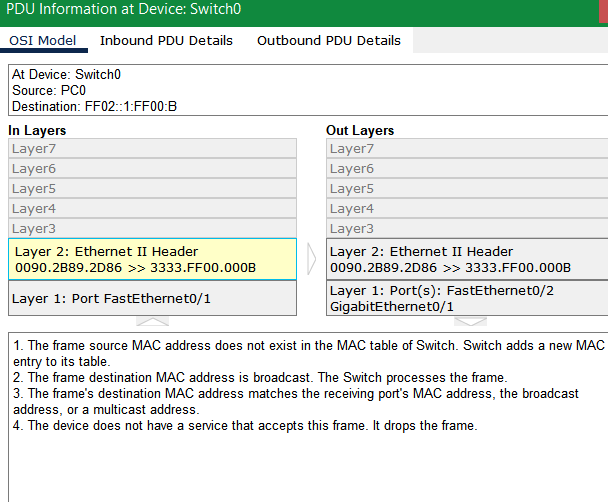 PDU Information at Device: Switch0
OSI Model Inbound PDU Details Outbound PDU Details
At Device: Switch0
Source: PC0
Destination: FF02::1:FF00:B
In Layers
Layer7
Layer6
Layer5
Layer4
Layer3
Layer 2: Ethernet II Header
0090.2B89.2D86 >> 3333.FF00.000B
Layer 1: Port FastEthernet0/1
Out Layers
Layer7
Layer6
Layer5
Layer4
Layer3
Layer 2: Ethernet II Header
0090.2B89.2D86 >> 3333.FF00.000B
Layer 1: Port(s): FastEthernet0/2
GigabitEthernet0/1
1. The frame source MAC address does not exist in the MAC table of Switch. Switch adds a new MAC
entry to its table.
2. The frame destination MAC address is broadcast. The Switch processes the frame.
3. The frame's destination MAC address matches the receiving port's MAC address, the broadcast
address, or a multicast address.
4. The device does not have a service that accepts this frame. It drops the frame.